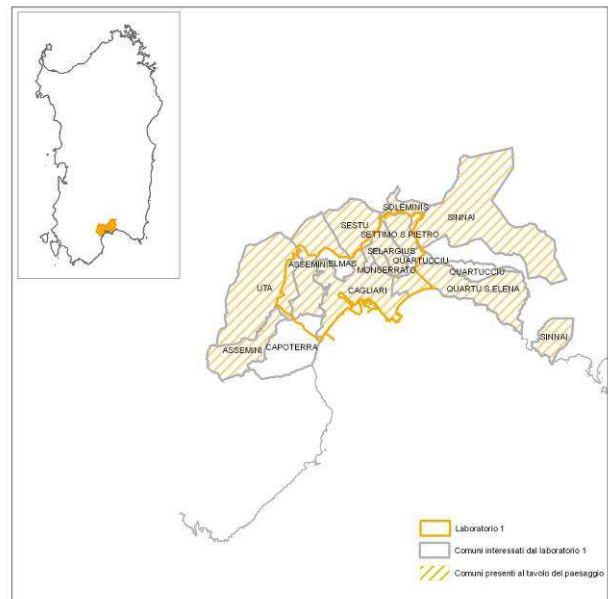 SOLEMINIS
SINNAI
SESTU
SETTIMO S.PIETRO
SELARGIUS
ASSEMINI
ELMAS
QUARTUCCIU
MONSERRATO
QUARTUCCIU
UTA
CAGLIARI
QUARTU S.ELENA
SINNAI
CAPOTERRA
ASSEMINI
Laboratorio 1
Comuni interessati dal laboratorio 1
Comuni presenti al tavolo del paesaggio